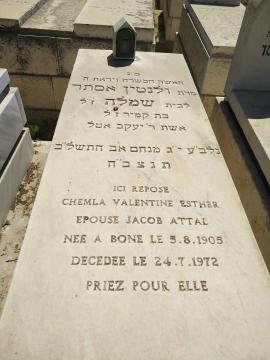 פ נ
האשה הכשרה ויראת ה
מרת ולנטין אסתר
לבית שמלה ז"ל
בת קמיר ז"ל
אשת ר' יעקב אטל
נלב"ע י"ג מנחם אב התשל"ב
ת נ צ ב" ה
ICI REPOSE
CHEMLA VALENTINE ESTHER
EPOUSE JACOB ATTAL
NEE A BONE LE 5.8.1905
DECEDEE LE 24.7.1972
PRIEZ POUR ELLE